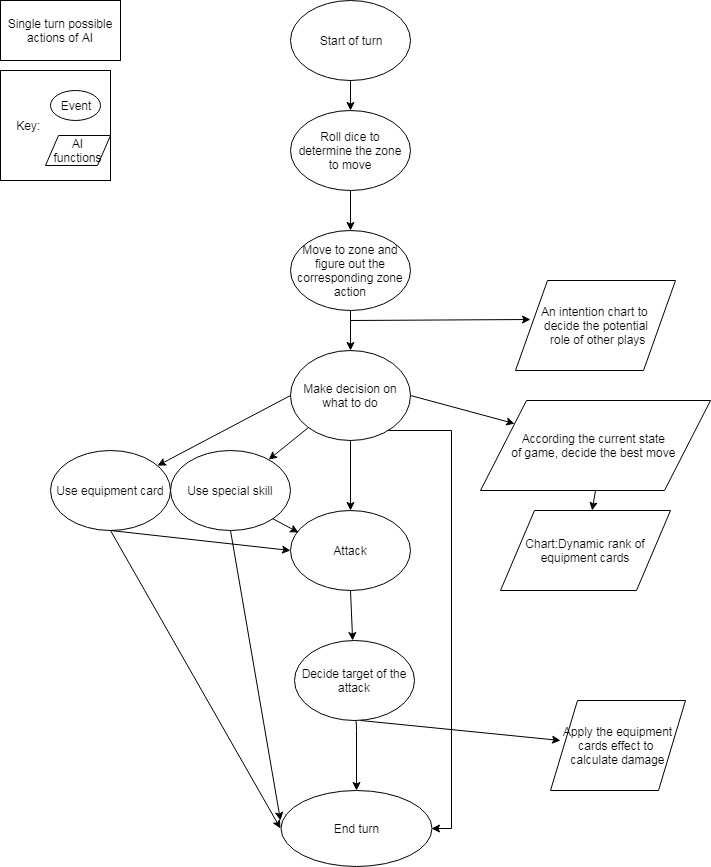 Single turn possible
actions of AI
Key:
Event
AI
functions
Start of turn
Roll dice to
determine the zone
to move
Move to zone and
figure out the
corresponding zone
action
An intention chart to
decide the potential
role of other plays
Make decision on
what to do
According the current state
of game, decide the best move
Use equipment card
Use special skill
Chart:Dynamic rank of
equipment cards
Attack
Decide target of the
attack
Apply the equipment
cards effect to
calculate damage
End turn